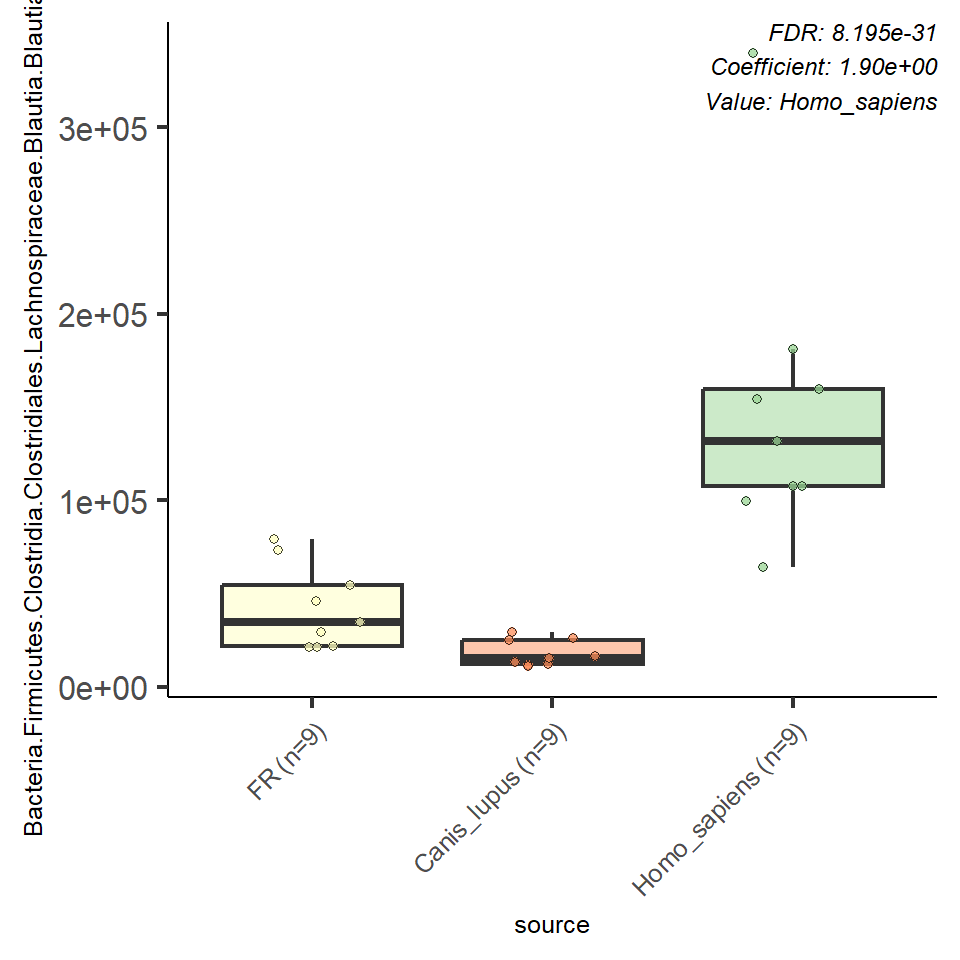 FDR: 8.195e-31
Coefficient: 1.90e+00
Value: Homo_sapiens
Bacteria.Firmicutes.Clostridia.Clostridiales.Lachnospiraceae.Blautia.Blautia
3e+05
2e+05
1e+05
0e+00
FR (n=9)
Canis_lupus (n=9)
Homo_sapiens (n=9)
source